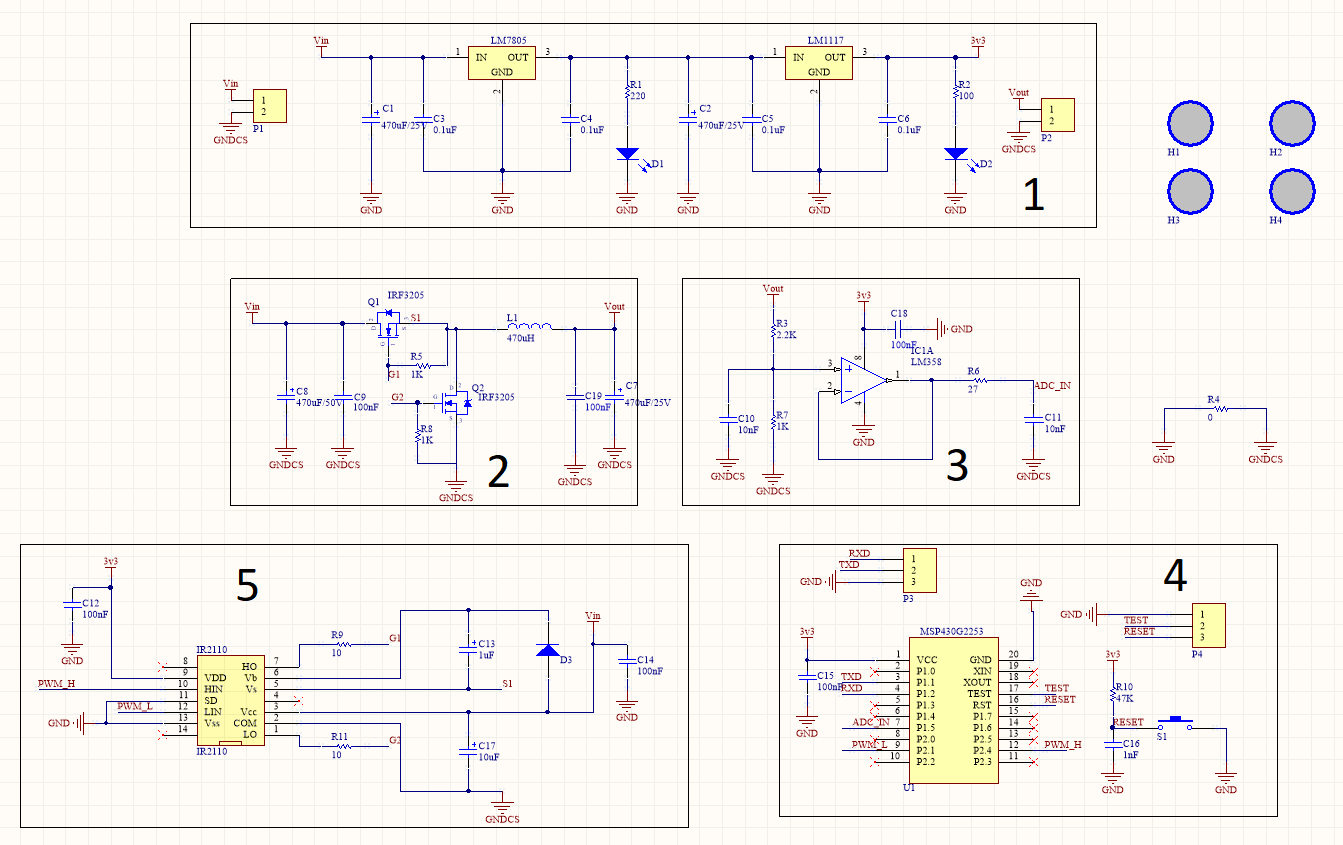 Vin
LM7805
LM1117
3v3
1
IN
OUT
3
GND
2
1
IN
OUT
3
GND
2
Vin
1
2
P1
GNDCS
C1
470uF/25V
C3
0.1uF
C4
0.1uF
R1
220
D1
C2
470uF/25V
C5
0.1uF
C6
0.1uF
R2
100
D2
Vout
1
2
P2
GNDCS
GND
GND
GND
GND
GND
GND
1
H1
H2
H3
H4
Vin
Q1
IRF3205
S1
L1
470uH
Vout
R5
1K
G1
G2
Q2
IRF3205
R8
1K
C8
470uF/50V
C9
100nF
C19
100nF
C7
470uF/25V
GNDCS
GNDCS
GNDCS
GNDCS
GNDCS
2
Vout
R3
2.2K
3v3
C18
100nF
GND
IC1A
LM358
3
2
8
1
4
GND
R6
27
ADC_IN
C10
10nF
R7
1K
C11
10nF
GNDCS
GNDCS
GNDCS
3
R4
0
GND
GNDCS
5
3v3
C12
100nF
GND
IR2110
8
9
10
11
12
13
14
VDD
HIN
SD
LIN
Vss
HO
Vb
Vs
Vcc
COM
LO
7
6
5
4
3
2
1
IR2110
PWM_H
PWM_L
GND
R9
10
G1
R11
10
G2
C13
1uF
D3
Vin
C14
100nF
GND
S1
C17
10uF
GNDCS
4
RXD
TXD
GND
1
2
3
P3
GND
MSP430G2253
3v3
C15
100nF
GND
TXD
RXD
ADC_IN
PWM_L
1
2
3
4
5
6
7
8
9
10
VCC
P1.0
P1.1
P1.2
P1.3
P1.4
P1.5
P2.0
P2.1
P2.2
GND
XIN
XOUT
TEST
RST
P1.7
P1.6
P2.5
P2.4
P2.3
20
19
18
17
16
15
14
13
12
11
TEST
RESET
PWM_H
U1
GND
TEST
RESET
1
2
3
P4
3v3
R10
47K
RESET
S1
C16
1nF
GND
GND